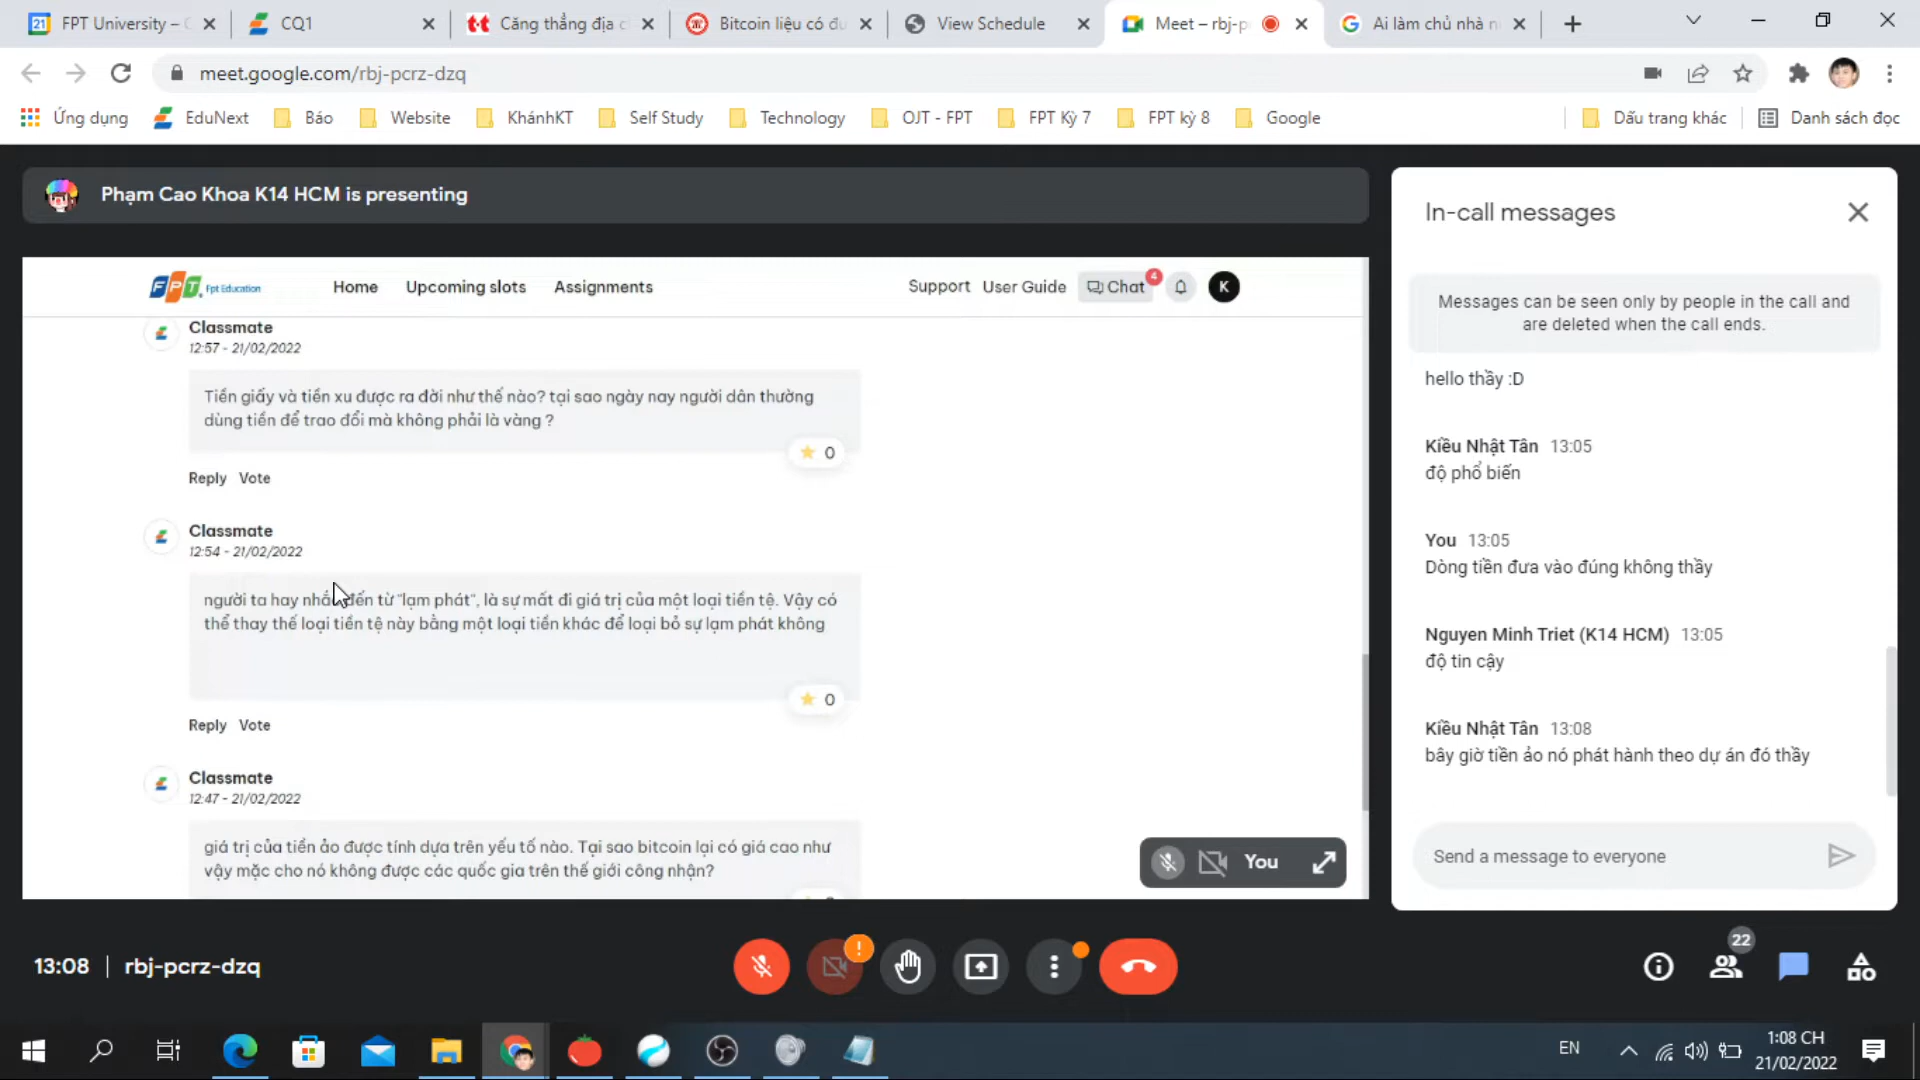 FPT University –
CQ1
Căng thẳng địa c
Bitcoin liệu có đu
View Schedule
Meet – rbj-p
Ai làm chủ nhà n
meet.google.com/rbj-pcrz-dzq
Ứng dụng
EduNext
Báo
Website
KhánhKT
Self Study
Technology
OJT - FPT
FPT Kỳ 7
FPT kỳ 8
Google
Dấu trang khác
Danh sách đọc
Phạm Cao Khoa K14 HCM is presenting
FPT Fpt Education
Home
Upcoming slots
Assignments
Support
User Guide
Chat
4
K
Classmate
12:57 - 21/02/2022
Tiền giấy và tiền xu được ra đời như thế nào? tại sao ngày nay người dân thường
dùng tiền để trao đổi mà không phải là vàng ?
0
Reply Vote
Classmate
12:54 - 21/02/2022
người ta hay nhắc đến từ "lạm phát", là sự mất đi giá trị của một loại tiền tệ. Vậy có
thể thay thế loại tiền tệ này bằng một loại tiền khác để loại bỏ sự lạm phát không
0
Reply Vote
Classmate
12:47 - 21/02/2022
giá trị của tiền ảo được tính dựa trên yếu tố nào. Tại sao bitcoin lại có giá cao như
vậy mặc cho nó không được các quốc gia trên thế giới công nhận?
You
In-call messages
Messages can be seen only by people in the call and
are deleted when the call ends.
hello thầy :D
Kiều Nhật Tân 13:05
độ phổ biến
You 13:05
Dòng tiền đưa vào đúng không thầy
Nguyen Minh Triet (K14 HCM) 13:05
độ tin cậy
Kiều Nhật Tân 13:08
bây giờ tiền ảo nó phát hành theo dự án đó thầy
Send a message to everyone
13:08 | rbj-pcrz-dzq
22
EN
1:08 CH
21/02/2022